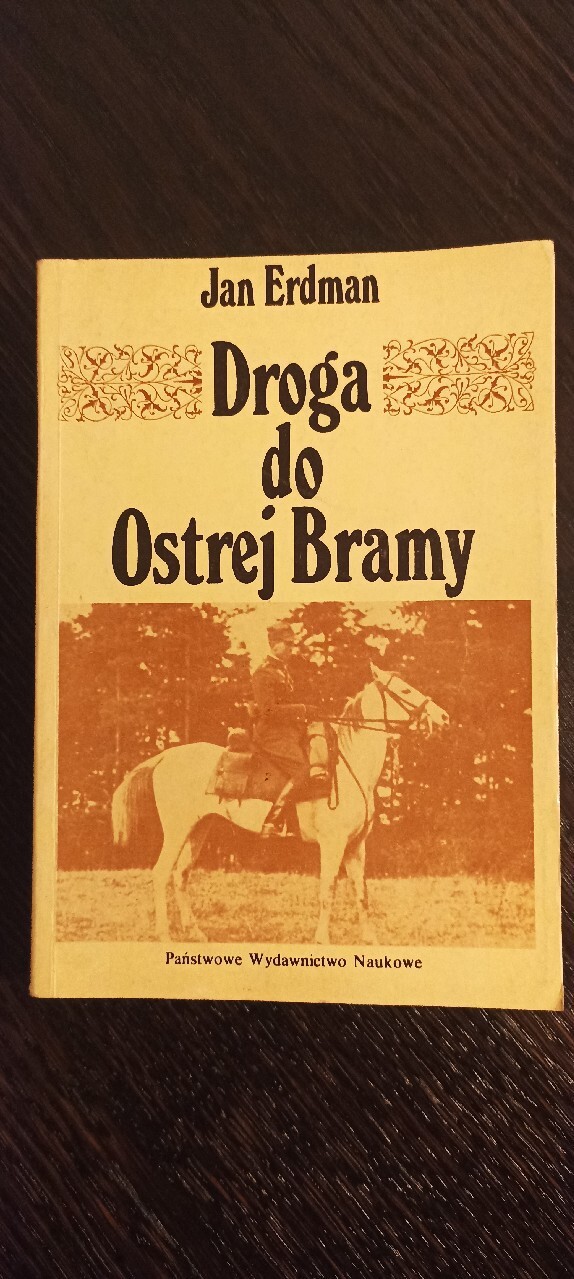 Jan Erdman
Droga
do
Ostrej Bramy
Państwowe Wydawnictwo Naukowe